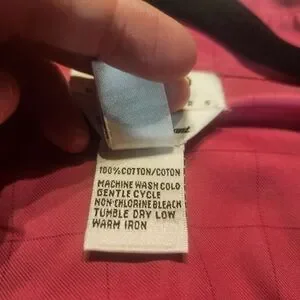 100% COTTON/COTON
MACHINE WASH COLD
GENTLE CYCLE
NON-CHLORINE BLEACH
TUMBLE DRY LOW
WARM IRON